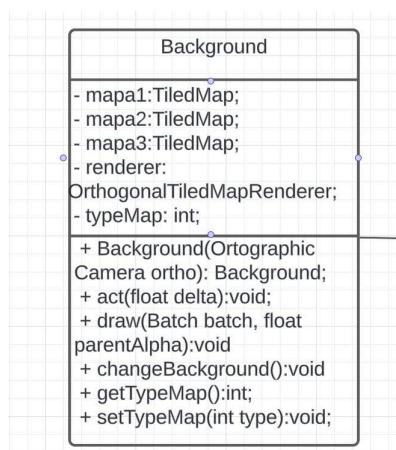 Background
- mapa1:TiledMap;
- mapa2:TiledMap;
- mapa3:TiledMap;
- renderer:
OrthogonalTiledMapRenderer;
- typeMap: int;
+ Background(Ortographic
Camera ortho): Background;
+ act(float delta):void;
+ draw(Batch batch, float
parentAlpha):void
+ changeBackground():void
+ getTypeMap():int;
+ setTypeMap(int type):void;